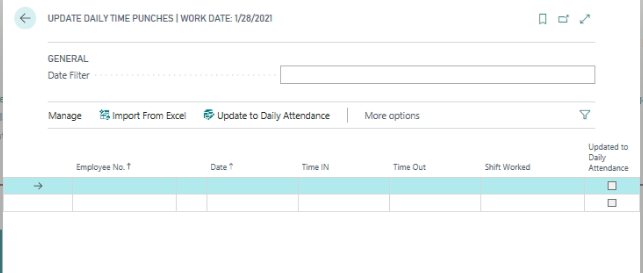 UPDATE DAILY TIME PUNCHES | WORK DATE: 1/28/2021
GENERAL
Date Filter
Manage Import From Excel Update to Daily Attendance More options
Employee No. ↑ Date ↑ Time IN Time Out Shift Worked Updated to
Daily
Attendance